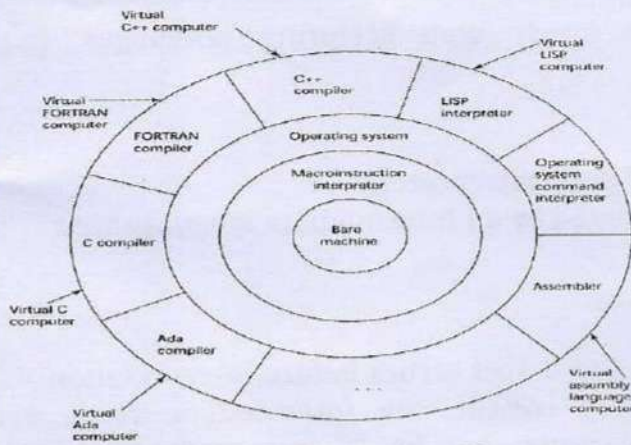 Virtual
C++ computer
Virtual
LISP
computer
C++
compiler
LISP
interpreter
Virtual
FORTRAN
computer
FORTRAN
compiler
Operating system
Operating
system
command
interpreter
Macroinstruction
interpreter
Bare
machine
C compiler
Assembler
Virtual C
computer
Ada
compiler
Virtual
Ada
computer
Virtual
assembly
language
computer